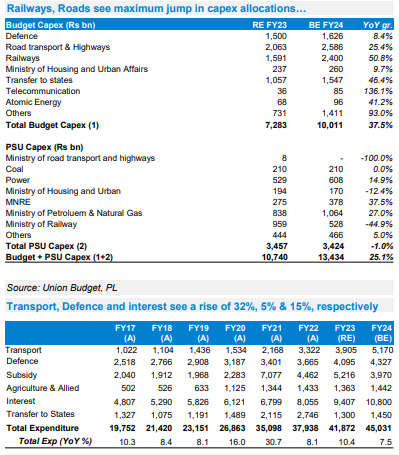 Railways, Roads see maximum jump in capex allocations…
Budget Capex (Rs bn) RE FY23 BE FY24 YoY gr.
Defence 1,500 1,626 8.4%
Road transport & Highways 2,063 2,586 25.4%
Railways 1,591 2,400 50.8%
Ministry of Housing and Urban Affairs 237 260 9.7%
Transfer to states 1,057 1,547 46.4%
Telecommunication 36 85 136.1%
Atomic Energy 68 96 41.2%
Others 731 1,411 93.0%
Total Budget Capex (1) 7,283 10,011 37.5%
PSU Capex (Rs bn)
Ministry of road transport and highways 8 - -100.0%
Coal 210 210 0.0%
Power 529 608 14.9%
Ministry of Housing and Urban 194 170 -12.4%
MNRE 275 378 37.5%
Ministry of Petroluem & Natural Gas 838 1,064 27.0%
Ministry of Railway 959 528 -44.9%
Others 444 466 5.0%
Total PSU Capex (2) 3,457 3,424 -1.0%
Budget + PSU Capex (1+2) 10,740 13,434 25.1%
Source: Union Budget, PL
Transport, Defence and interest see a rise of 32%, 5% & 15%, respectively
FY17 FY18 FY19 FY20 FY21 FY22 FY23 FY24
(A) (A) (A) (A) (A) (A) (RE) (BE)
Transport 1,022 1,104 1,436 1,534 2,168 3,322 3,905 5,170
Defence 2,518 2,766 2,908 3,187 3,401 3,665 4,095 4,327
Subsidy 2,040 1,912 1,968 2,283 7,077 4,462 5,216 3,970
Agriculture & Allied 502 526 633 1,125 1,344 1,433 1,363 1,442
Interest 4,807 5,290 5,826 6,121 6,799 8,055 9,407 10,800
Transfer to States 1,327 1,075 1,191 1,489 2,115 2,746 1,300 1,450
Total Expenditure 19,752 21,420 23,151 26,863 35,098 37,938 41,872 45,031
Total Exp (YoY %) 10.3 8.4 8.1 16.0 30.7 8.1 10.4 7.5